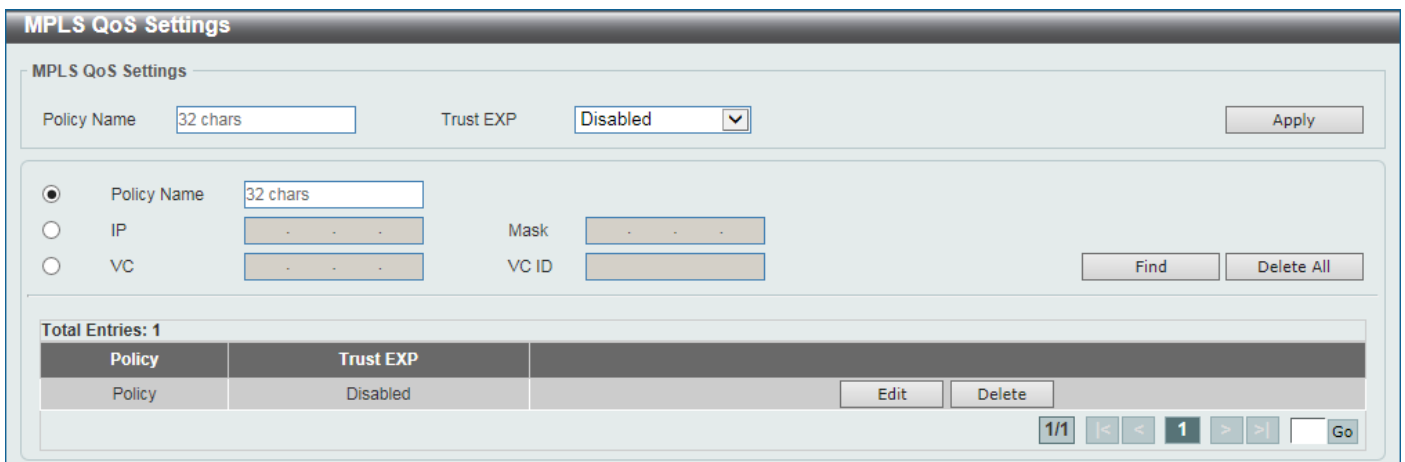 MPLS QoS Settings
MPLS QoS Settings
Policy Name 32 chars Trust EXP Disabled Apply
Policy Name 32 chars
IP . . . Mask . . .
VC . . . VC ID Find Delete All
Total Entries: 1
Policy Trust EXP
Policy Disabled Edit Delete
1/1 |< < 1 > >| Go